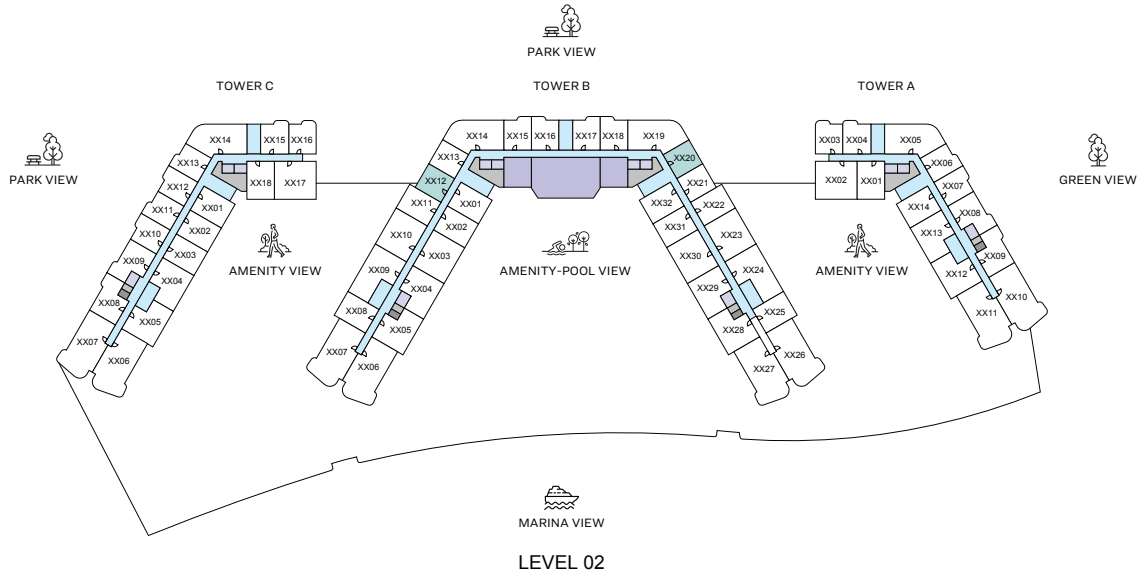 PARK VIEW
TOWER C
TOWER B
TOWER A
PARK VIEW
GREEN VIEW
XX14
XX15
XX16
XX13
XX12
XX11
XX10
XX09
XX08
XX07
XX06
XX05
XX04
XX03
XX02
XX01
XX18
XX17
AMENITY VIEW
XX14
XX15
XX16
XX17
XX18
XX19
XX13
XX12
XX11
XX10
XX09
XX08
XX07
XX06
XX05
XX04
XX03
XX02
XX01
XX20
XX21
XX22
XX23
XX24
XX25
XX26
XX27
XX28
XX29
XX30
XX31
XX32
AMENITY-POOL VIEW
XX03
XX04
XX05
XX02
XX01
XX06
XX07
XX08
XX09
XX10
XX11
XX12
XX13
XX14
AMENITY VIEW
MARINA VIEW
LEVEL 02